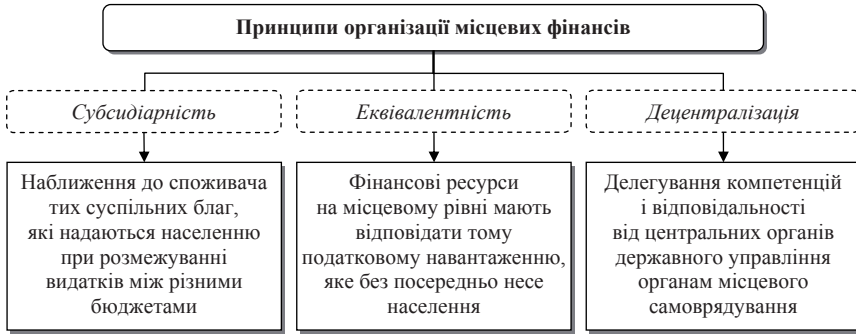 Принципи організації місцевих фінансів
Субсидіарність
Еквівалентність
Децентралізація
Наближення до споживача
тих суспільних благ,
які надаються населенню
при розмежуванні
видатків між різними
бюджетами
Фінансові ресурси
на місцевому рівні мають
відповідати тому
податковому навантаженню,
яке без посередньо несе
населення
Делегування компетенцій
і відповідальності
від центральних органів
державного управління
органам місцевого
самоврядування